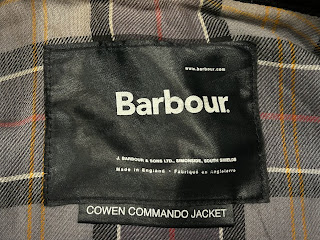 www.barbour.com
Barbour.
J. BARBOUR & SONS LTD., SIMONSIDE, SOUTH SHIELDS
Made in England • Fabriqué en Angleterre
COWEN COMMANDO JACKET